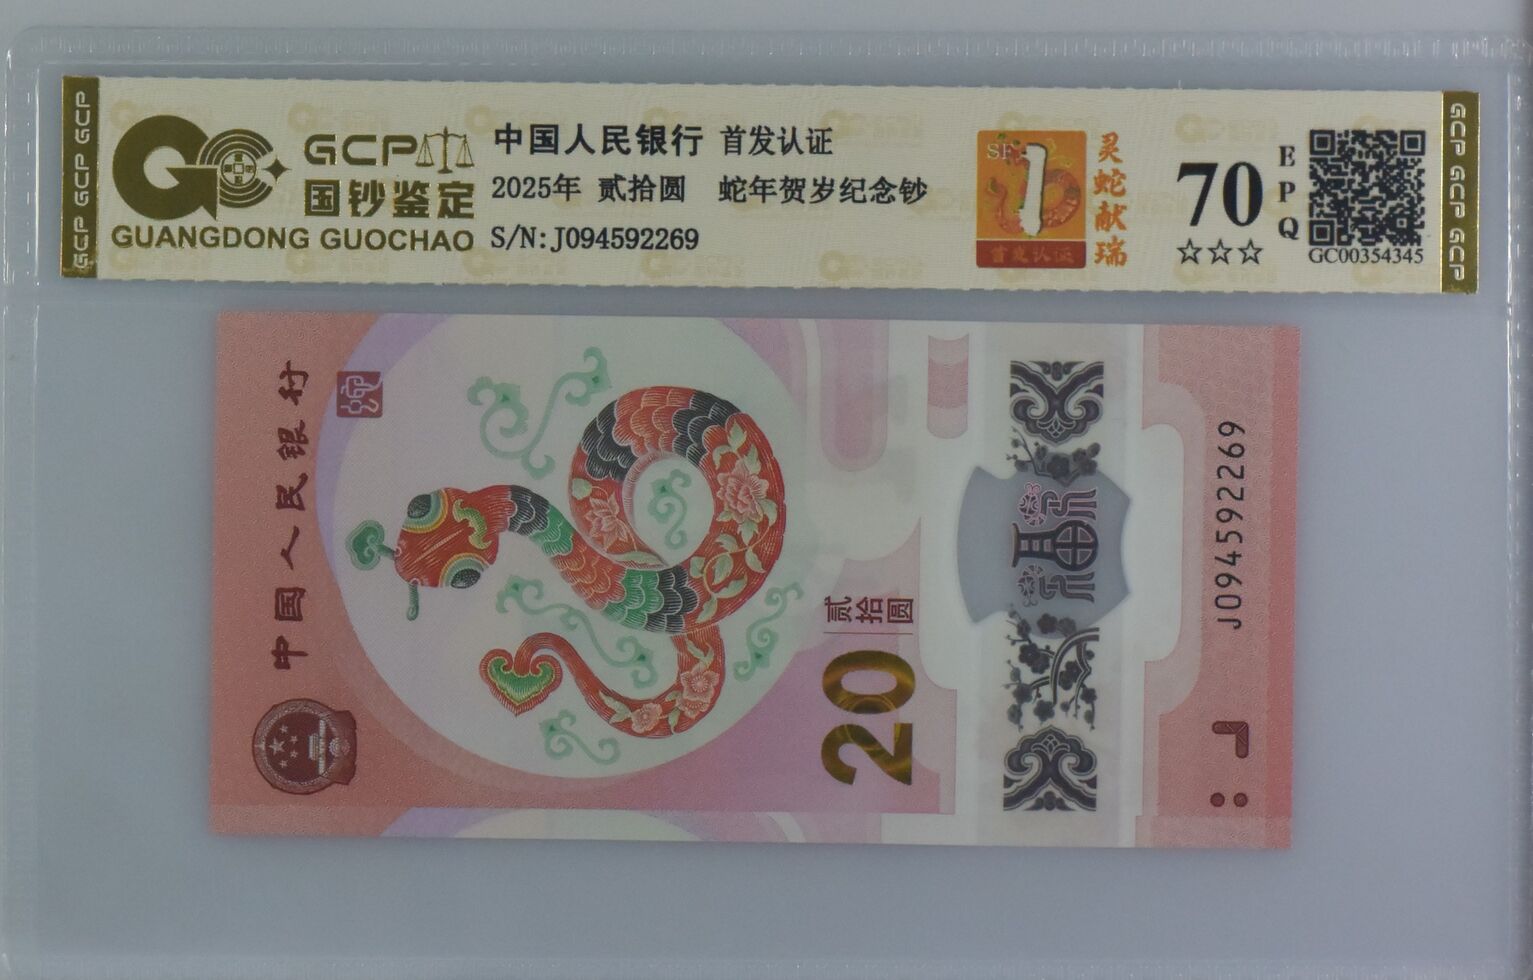 GCP GCP GCP
GCP
国钞鉴定
GUANGDONG GUOCHAO
中国人民银行 首发认证
2025年 贰拾圆 蛇年贺岁纪念钞
S/N:J094592269
1
首发认证
灵蛇献瑞
70
EPQ
☆☆☆
GC00354345
GCP GCP GCP
中国人民银行
贰拾圆
20
福
J094592269